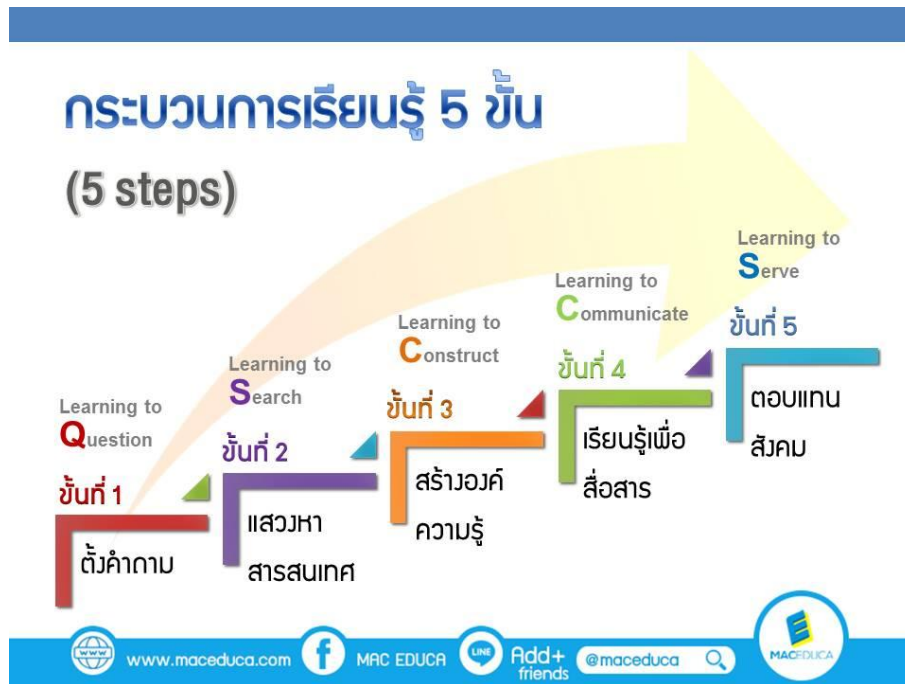 กระบวนการเรียนรู้ 5 ขั้น
(5 steps)
Learning to
Question
ขั้นที่ 1
ตั้งคำถาม
Learning to
Search
ขั้นที่ 2
แสวงหา
สารสนเทศ
Learning to
Construct
ขั้นที่ 3
สร้างองค์
ความรู้
Learning to
Communicate
ขั้นที่ 4
เรียนรู้เพื่อ
สื่อสาร
Learning to
Serve
ขั้นที่ 5
ตอบแทน
สังคม
www
www.maceduca.com
f
MAC EDUCA
LINE
Add+
friends
@maceduca
MACEDUCA